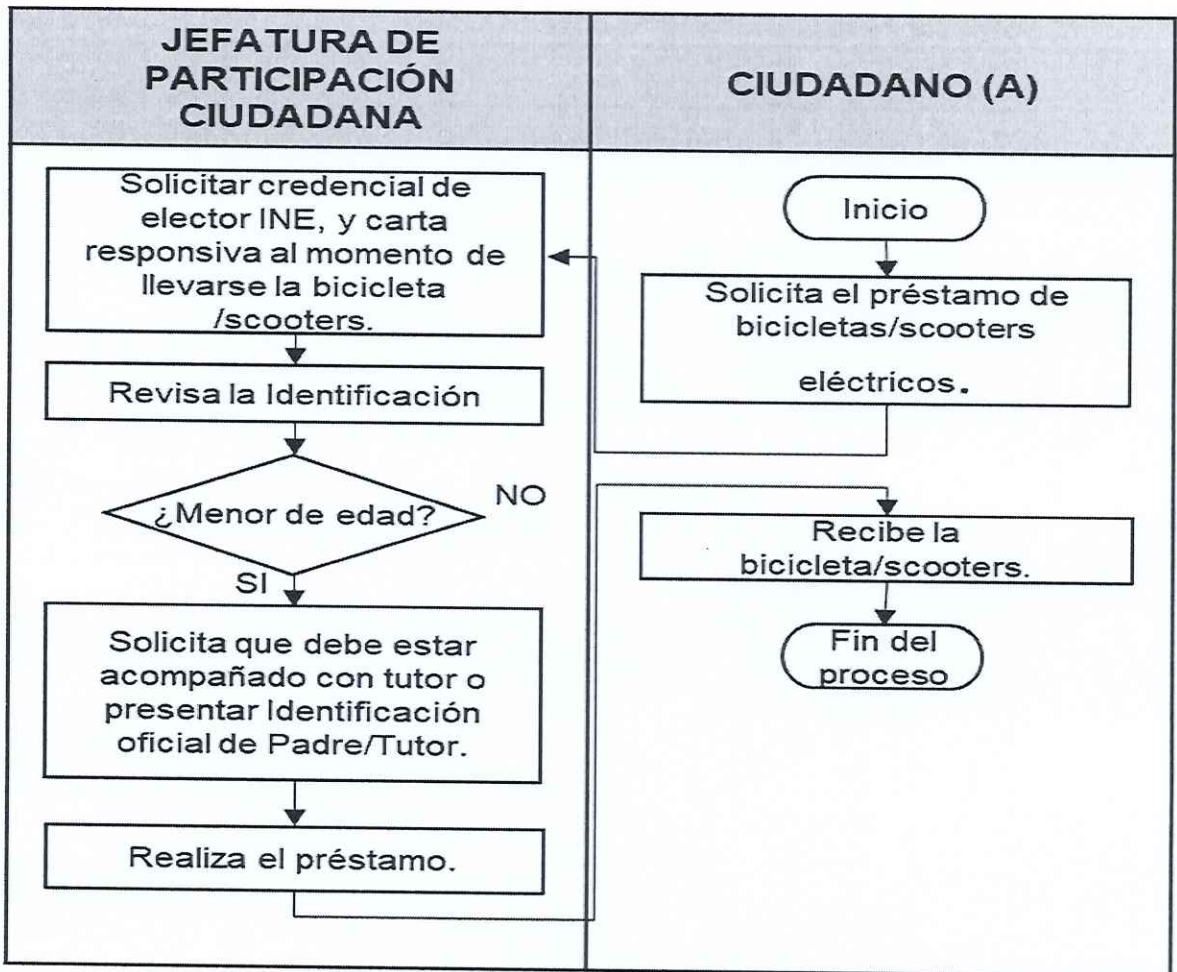 JEFATURA DE
PARTICIPACIÓN
CIUDADANA
CIUDADANO (A)
Solicitar credencial de
elector INE, y carta
responsiva al momento de
llevarse la bicicleta
/scooters.
Revisa la Identificación
¿Menor de edad?
NO
SI
Solicita que debe estar
acompañado con tutor o
presentar Identificación
oficial de Padre/Tutor.
Realiza el préstamo.
Inicio
Solicita el préstamo de
bicicletas/scooters
eléctricos.
Recibe la
bicicleta/scooters.
Fin del
proceso